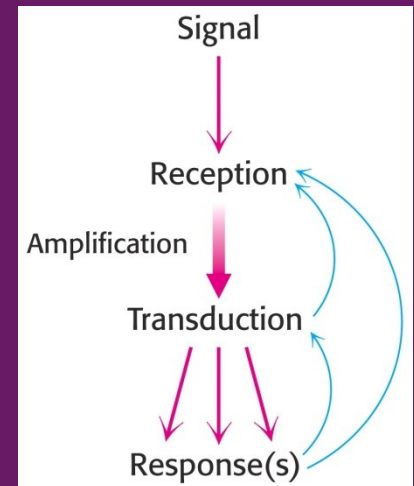 Signal
Reception
Amplification
Transduction
Response(s)